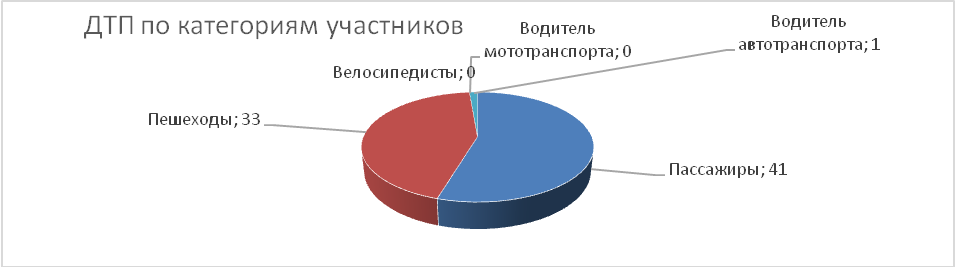 ДТП по категориям участников
Водитель
мототранспорта; 0
Водитель
автотранспорта; 1
Велосипедисты; 0
Пешеходы; 33
Пассажиры; 41